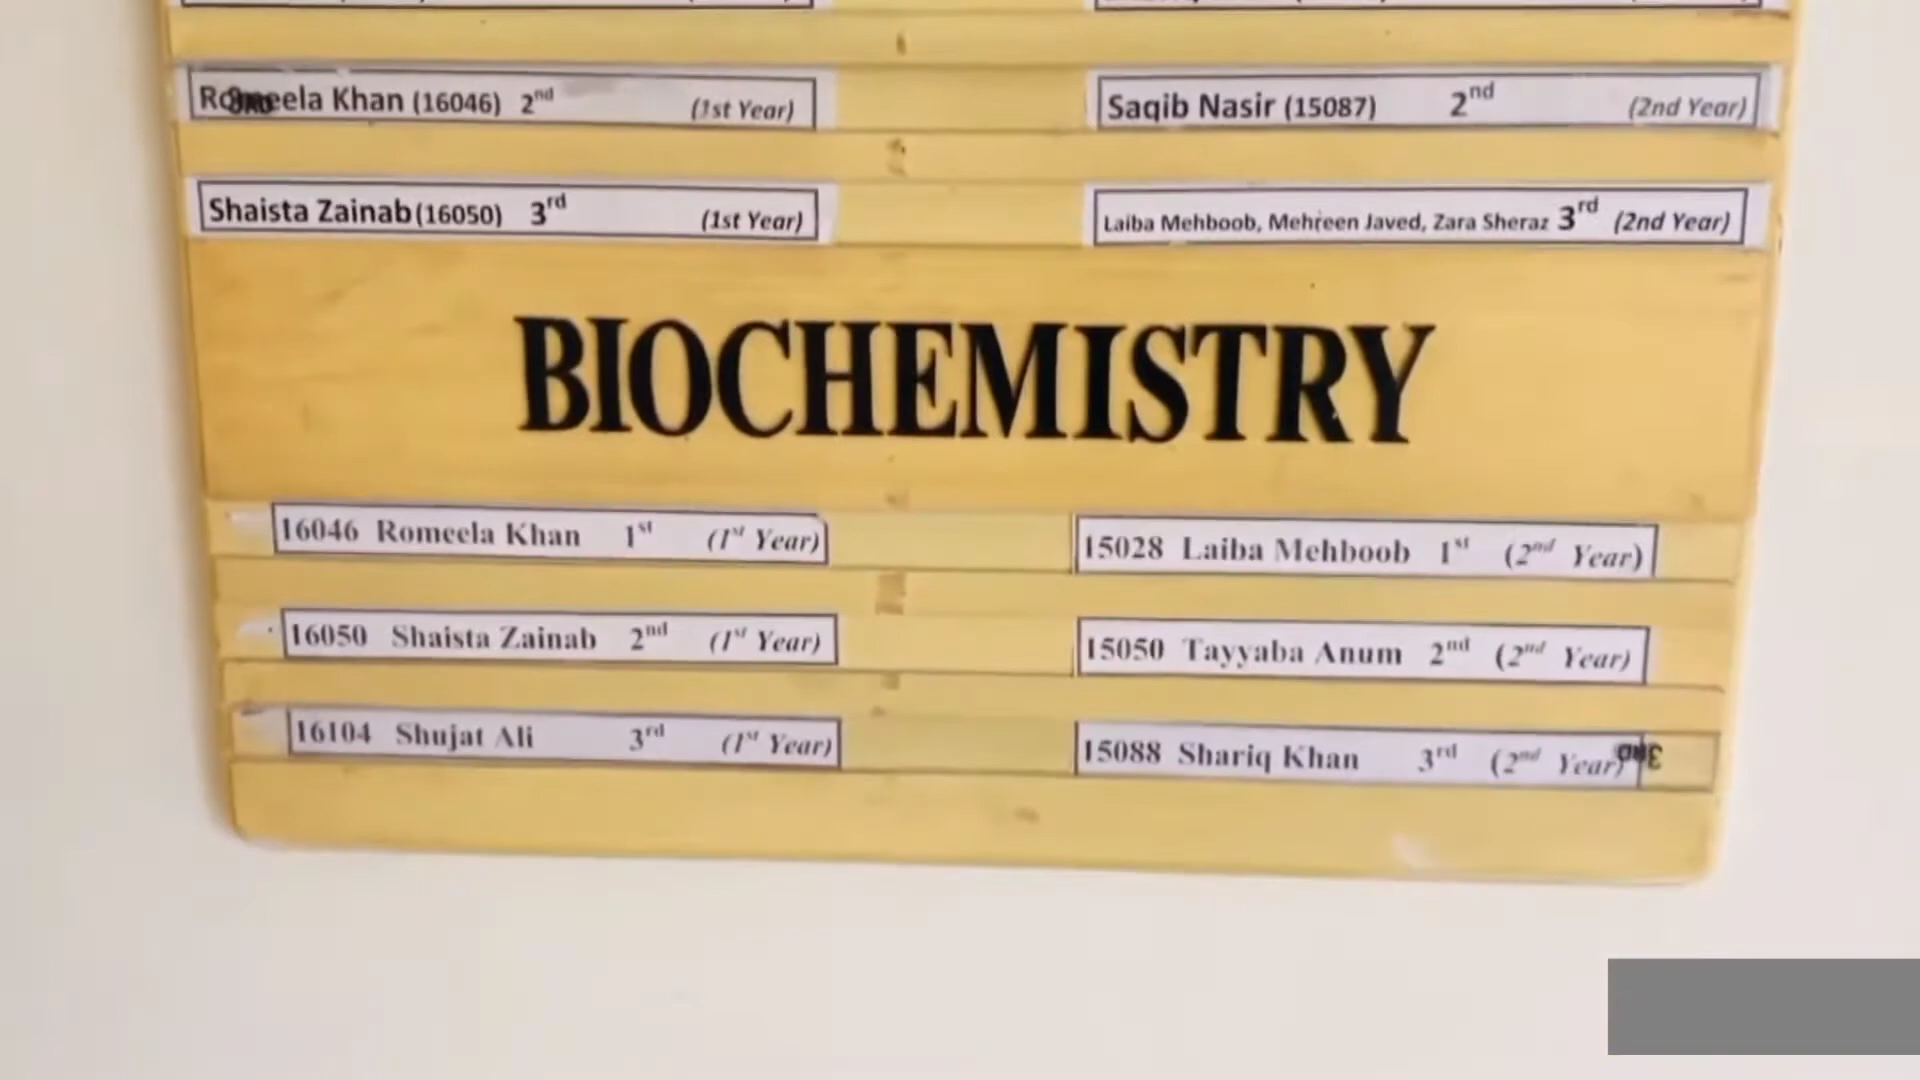 Romeela Khan (16046) 2nd (1st Year)
Saqib Nasir (15087) 2nd (2nd Year)
Shaista Zainab (16050) 3rd (1st Year)
Laiba Mehboob, Mehreen Javed, Zara Sheraz 3rd (2nd Year)
BIOCHEMISTRY
16046 Romeela Khan 1st (1st Year)
15028 Laiba Mehboob 1st (2nd Year)
16050 Shaista Zainab 2nd (1st Year)
15050 Tayyaba Anum 2nd (2nd Year)
16104 Shujat Ali 3rd (1st Year)
15088 Shariq Khan 3rd (2nd Year) 3RD